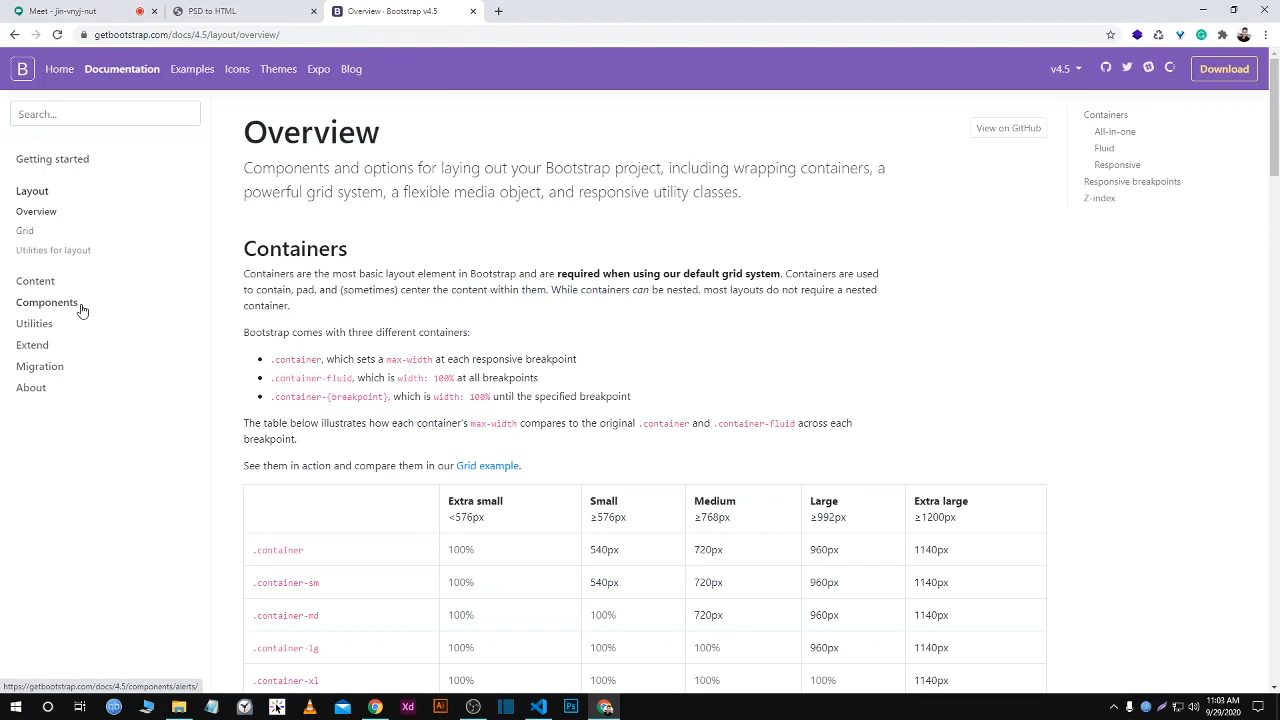 Meet - jin-vnyj-mut
PSD to HTML
Overview · Bootstrap v4.5
getbootstrap.com/docs/4.5/layout/overview/
B
Home
Documentation
Examples
Icons
Themes
Expo
Blog
v4.5
Download
Search...
Getting started
Layout
Overview
Grid
Utilities for layout
Content
Components
Utilities
Extend
Migration
About
Overview
View on GitHub
Components and options for laying out your Bootstrap project, including wrapping containers, a
powerful grid system, a flexible media object, and responsive utility classes.
Containers
Containers are the most basic layout element in Bootstrap and are required when using our default grid system. Containers are used
to contain, pad, and (sometimes) center the content within them. While containers can be nested, most layouts do not require a nested
container.
Bootstrap comes with three different containers:
.container, which sets a max-width at each responsive breakpoint
.container-fluid, which is width: 100% at all breakpoints
.container-{breakpoint}, which is width: 100% until the specified breakpoint
The table below illustrates how each container's max-width compares to the original .container and .container-fluid across each
breakpoint.
See them in action and compare them in our Grid example.
Extra small Small Medium Large Extra large
<576px ≥576px ≥768px ≥992px ≥1200px
.container 100% 540px 720px 960px 1140px
.container-sm 100% 540px 720px 960px 1140px
.container-md 100% 100% 720px 960px 1140px
.container-lg 100% 100% 100% 960px 1140px
.container-xl 100% 100% 100% 100% 1140px
Containers
All-in-one
Fluid
Responsive
Responsive breakpoints
Z-index
https://getbootstrap.com/docs/4.5/components/alerts/
Xd
Ai
Ps
11:03 AM
9/29/2020